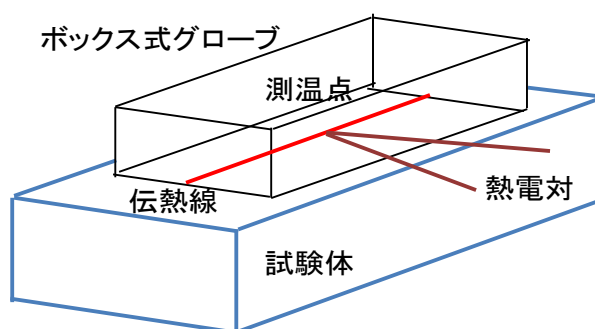 ボックス式グローブ
測温点
伝熱線
熱電対
試験体